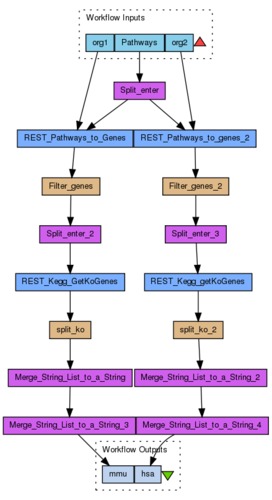 Workflow Inputs
org1 Pathways org2
Split_enter
REST_Pathways_to_Genes REST_Pathways_to_genes_2
Filter_genes Filter_genes_2
Split_enter_2 Split_enter_3
REST_Kegg_GetKoGenes REST_Kegg_getKoGenes
split_ko split_ko_2
Merge_String_List_to_a_String Merge_String_List_to_a_String_2
Merge_String_List_to_a_String_3 Merge_String_List_to_a_String_4
Workflow Outputs
mmu hsa